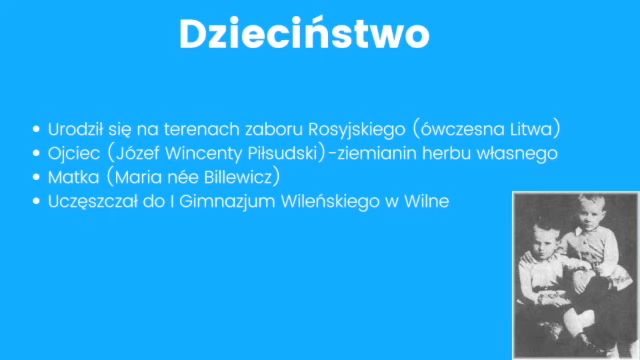 Dzieciństwo
• Urodził się na terenach zaboru Rosyjskiego (ówczesna Litwa)
• Ojciec (Józef Wincenty Piłsudski)-ziemianin herbu własnego
• Matka (Maria née Billewicz)
• Uczęszczał do I Gimnazjum Wileńskiego w Wilne